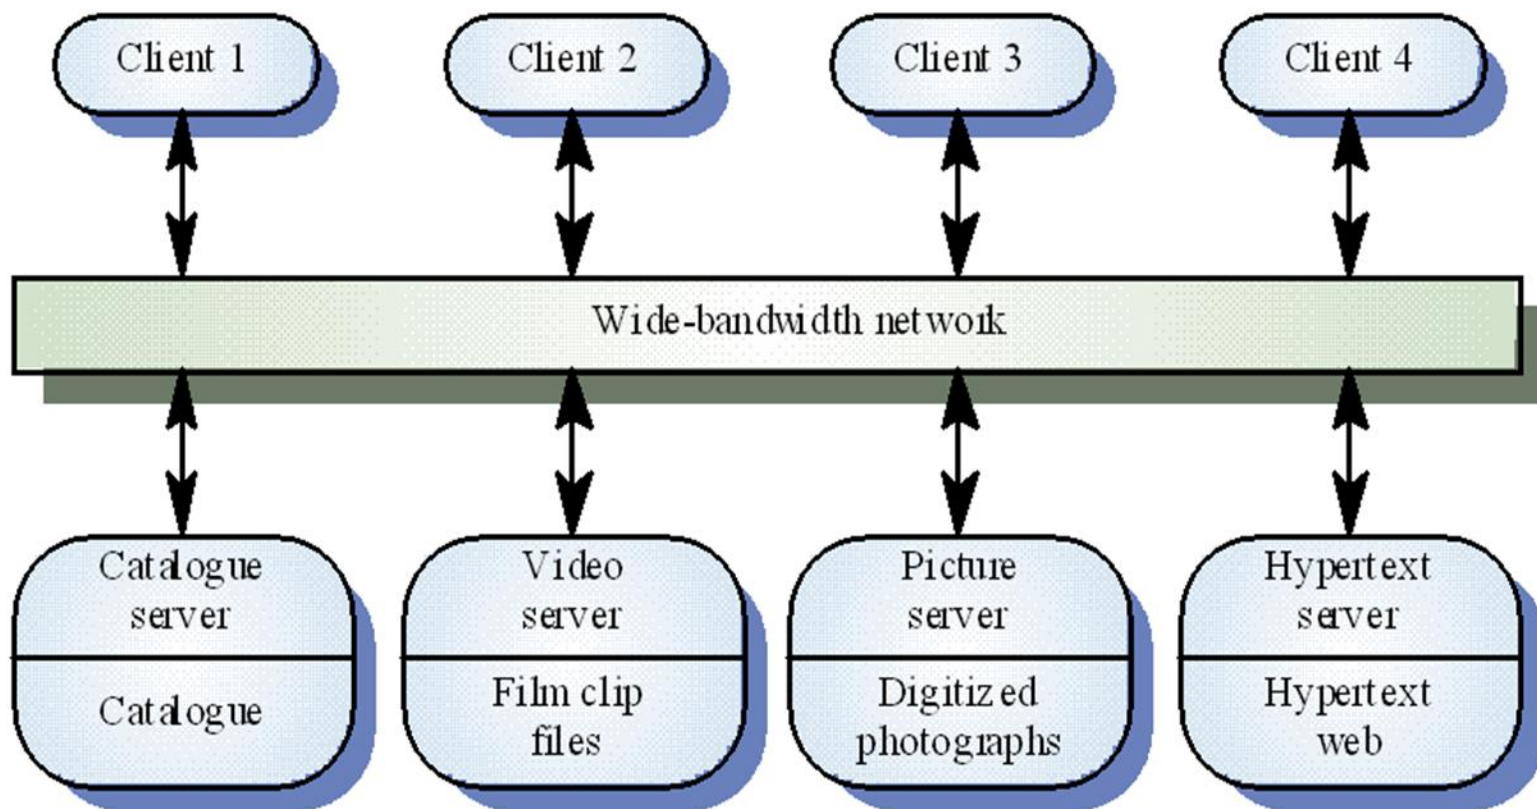 Client 1
Client 2
Client 3
Client 4
Wide-bandwidth network
Catalogue
server
Catalogue
Video
server
Film clip
files
Picture
server
Digitized
photographs
Hypertext
server
Hypertext
web